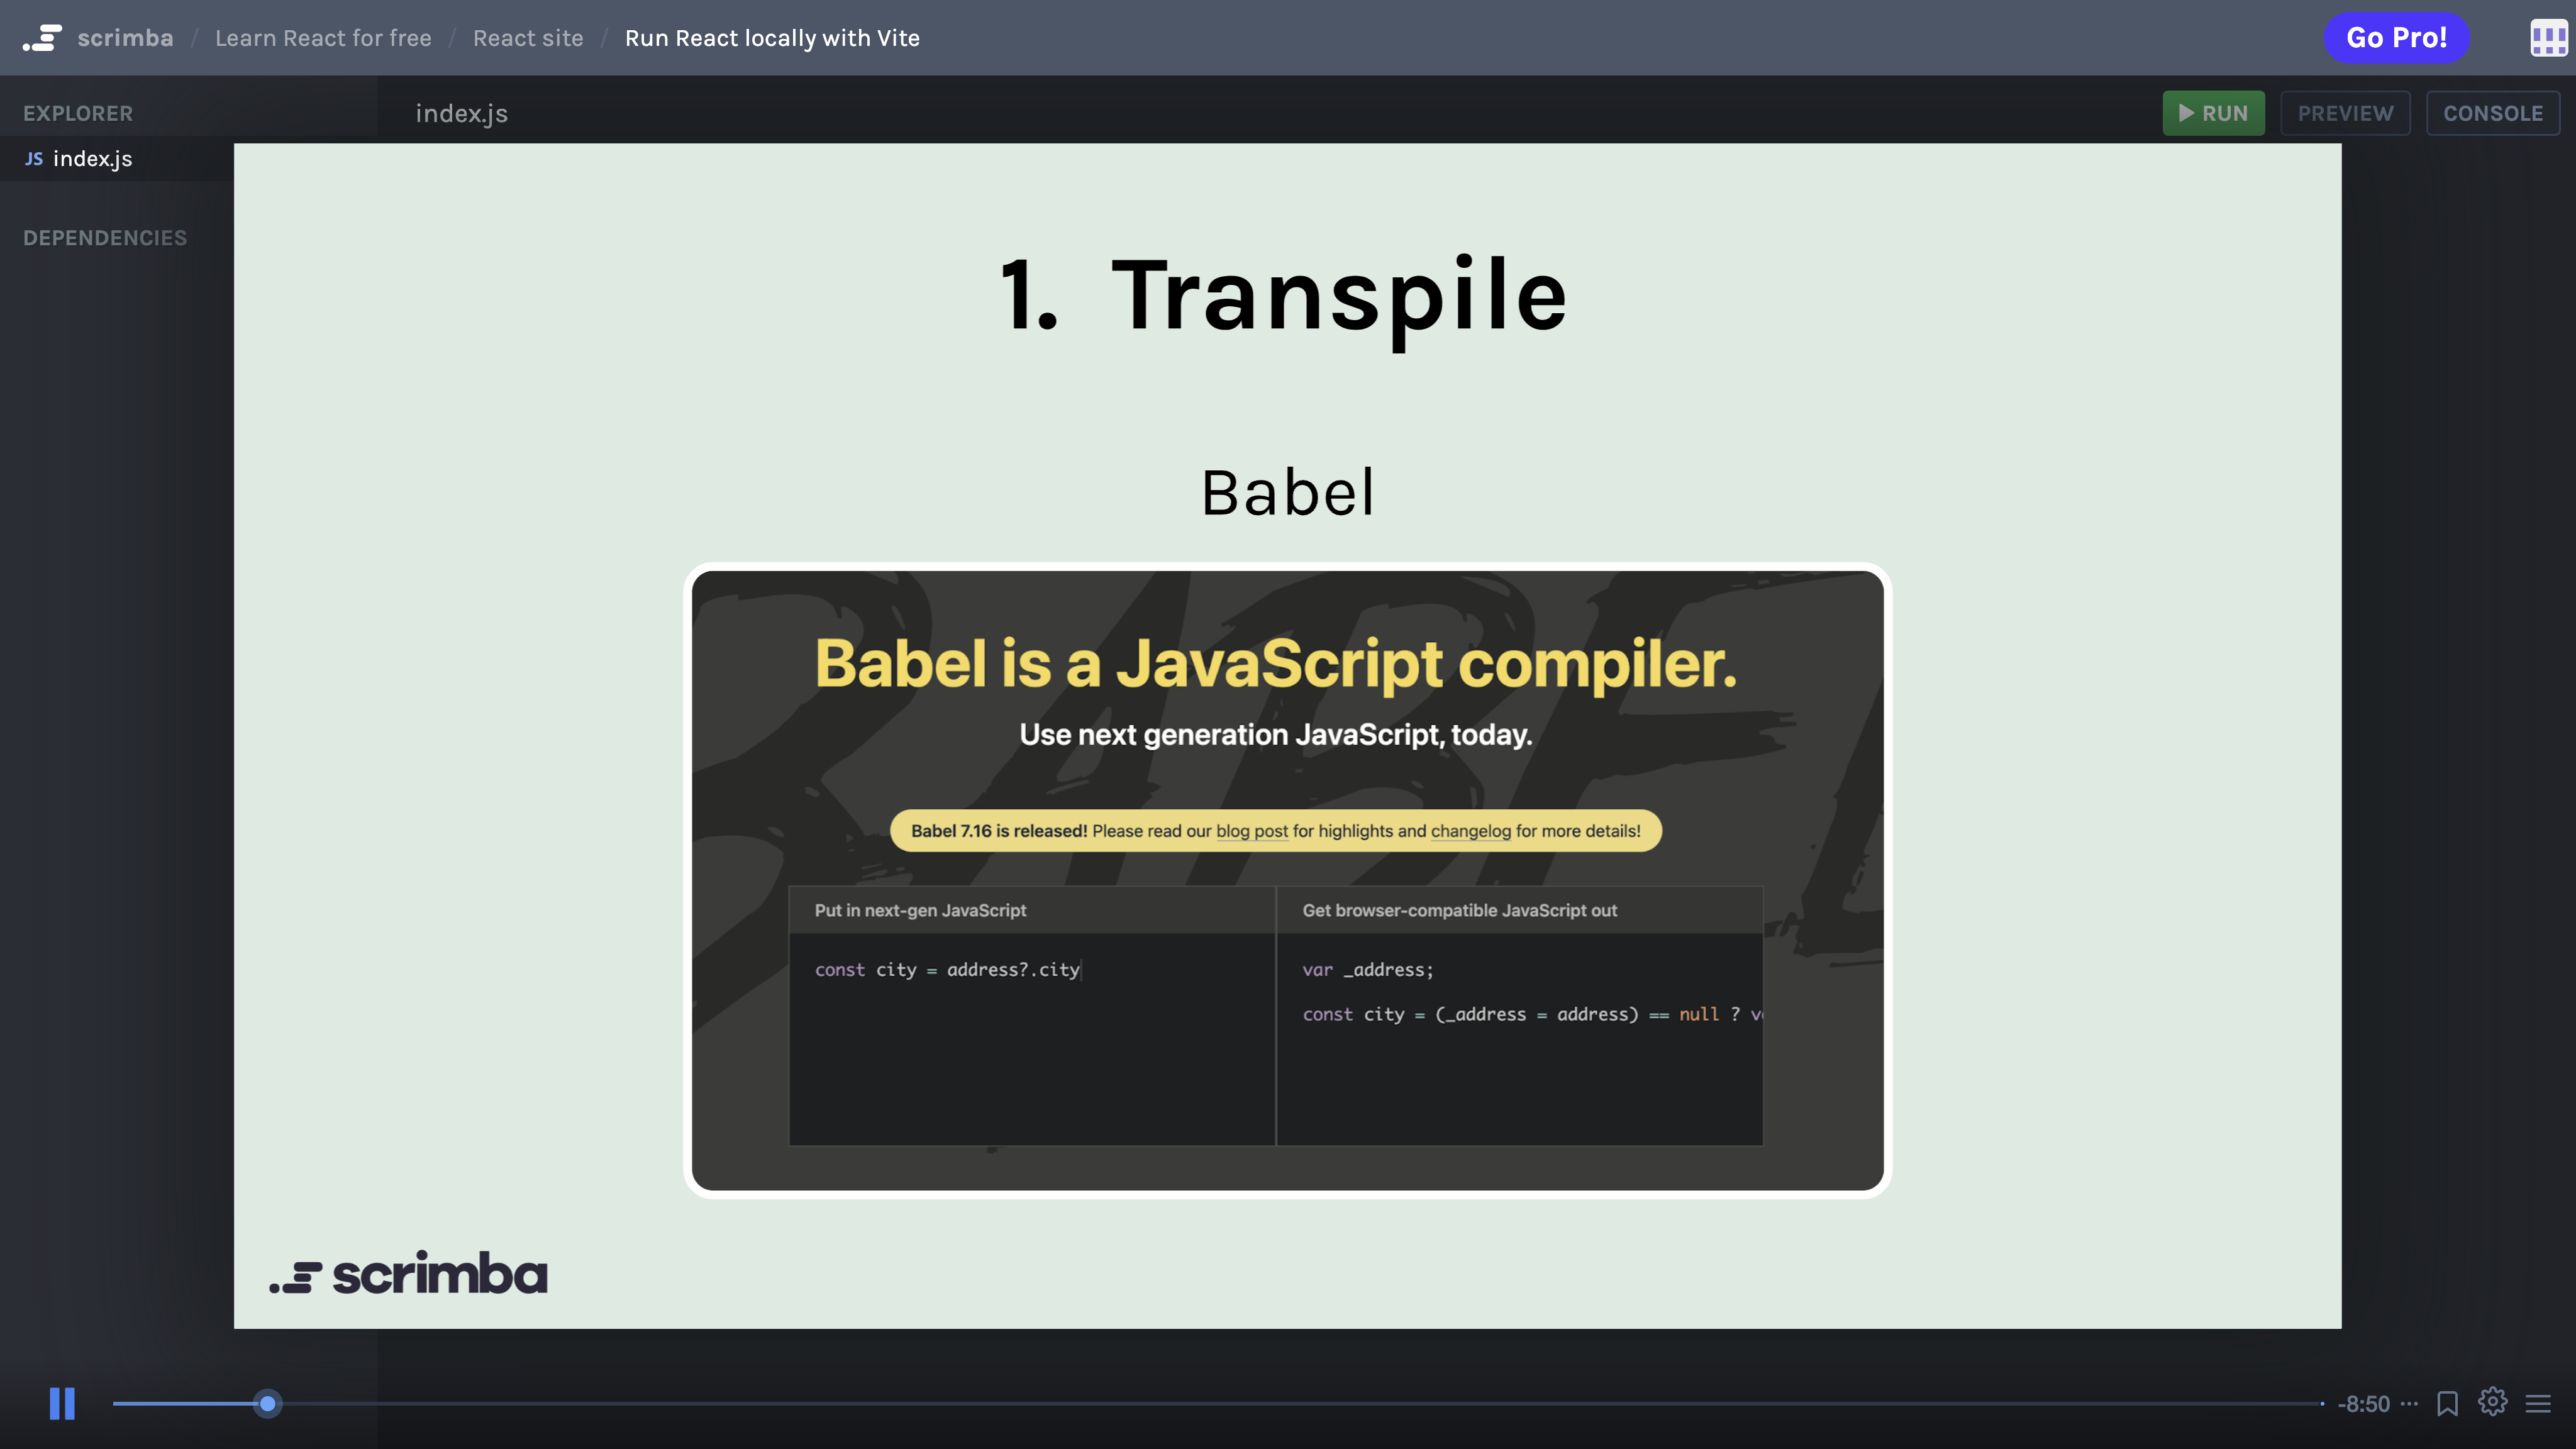 scrimba / Learn React for free / React site / Run React locally with Vite
Go Pro!
EXPLORER
index.js
RUN
PREVIEW
CONSOLE
JS index.js
DEPENDENCIES
1. Transpile
Babel
BABEL
Babel is a JavaScript compiler.
Use next generation JavaScript, today.
Babel 7.16 is released! Please read our blog post for highlights and changelog for more details!
Put in next-gen JavaScript
Get browser-compatible JavaScript out
const city = address?.city
var _address;
const city = (_address = address) == null ? v
scrimba
-8:50